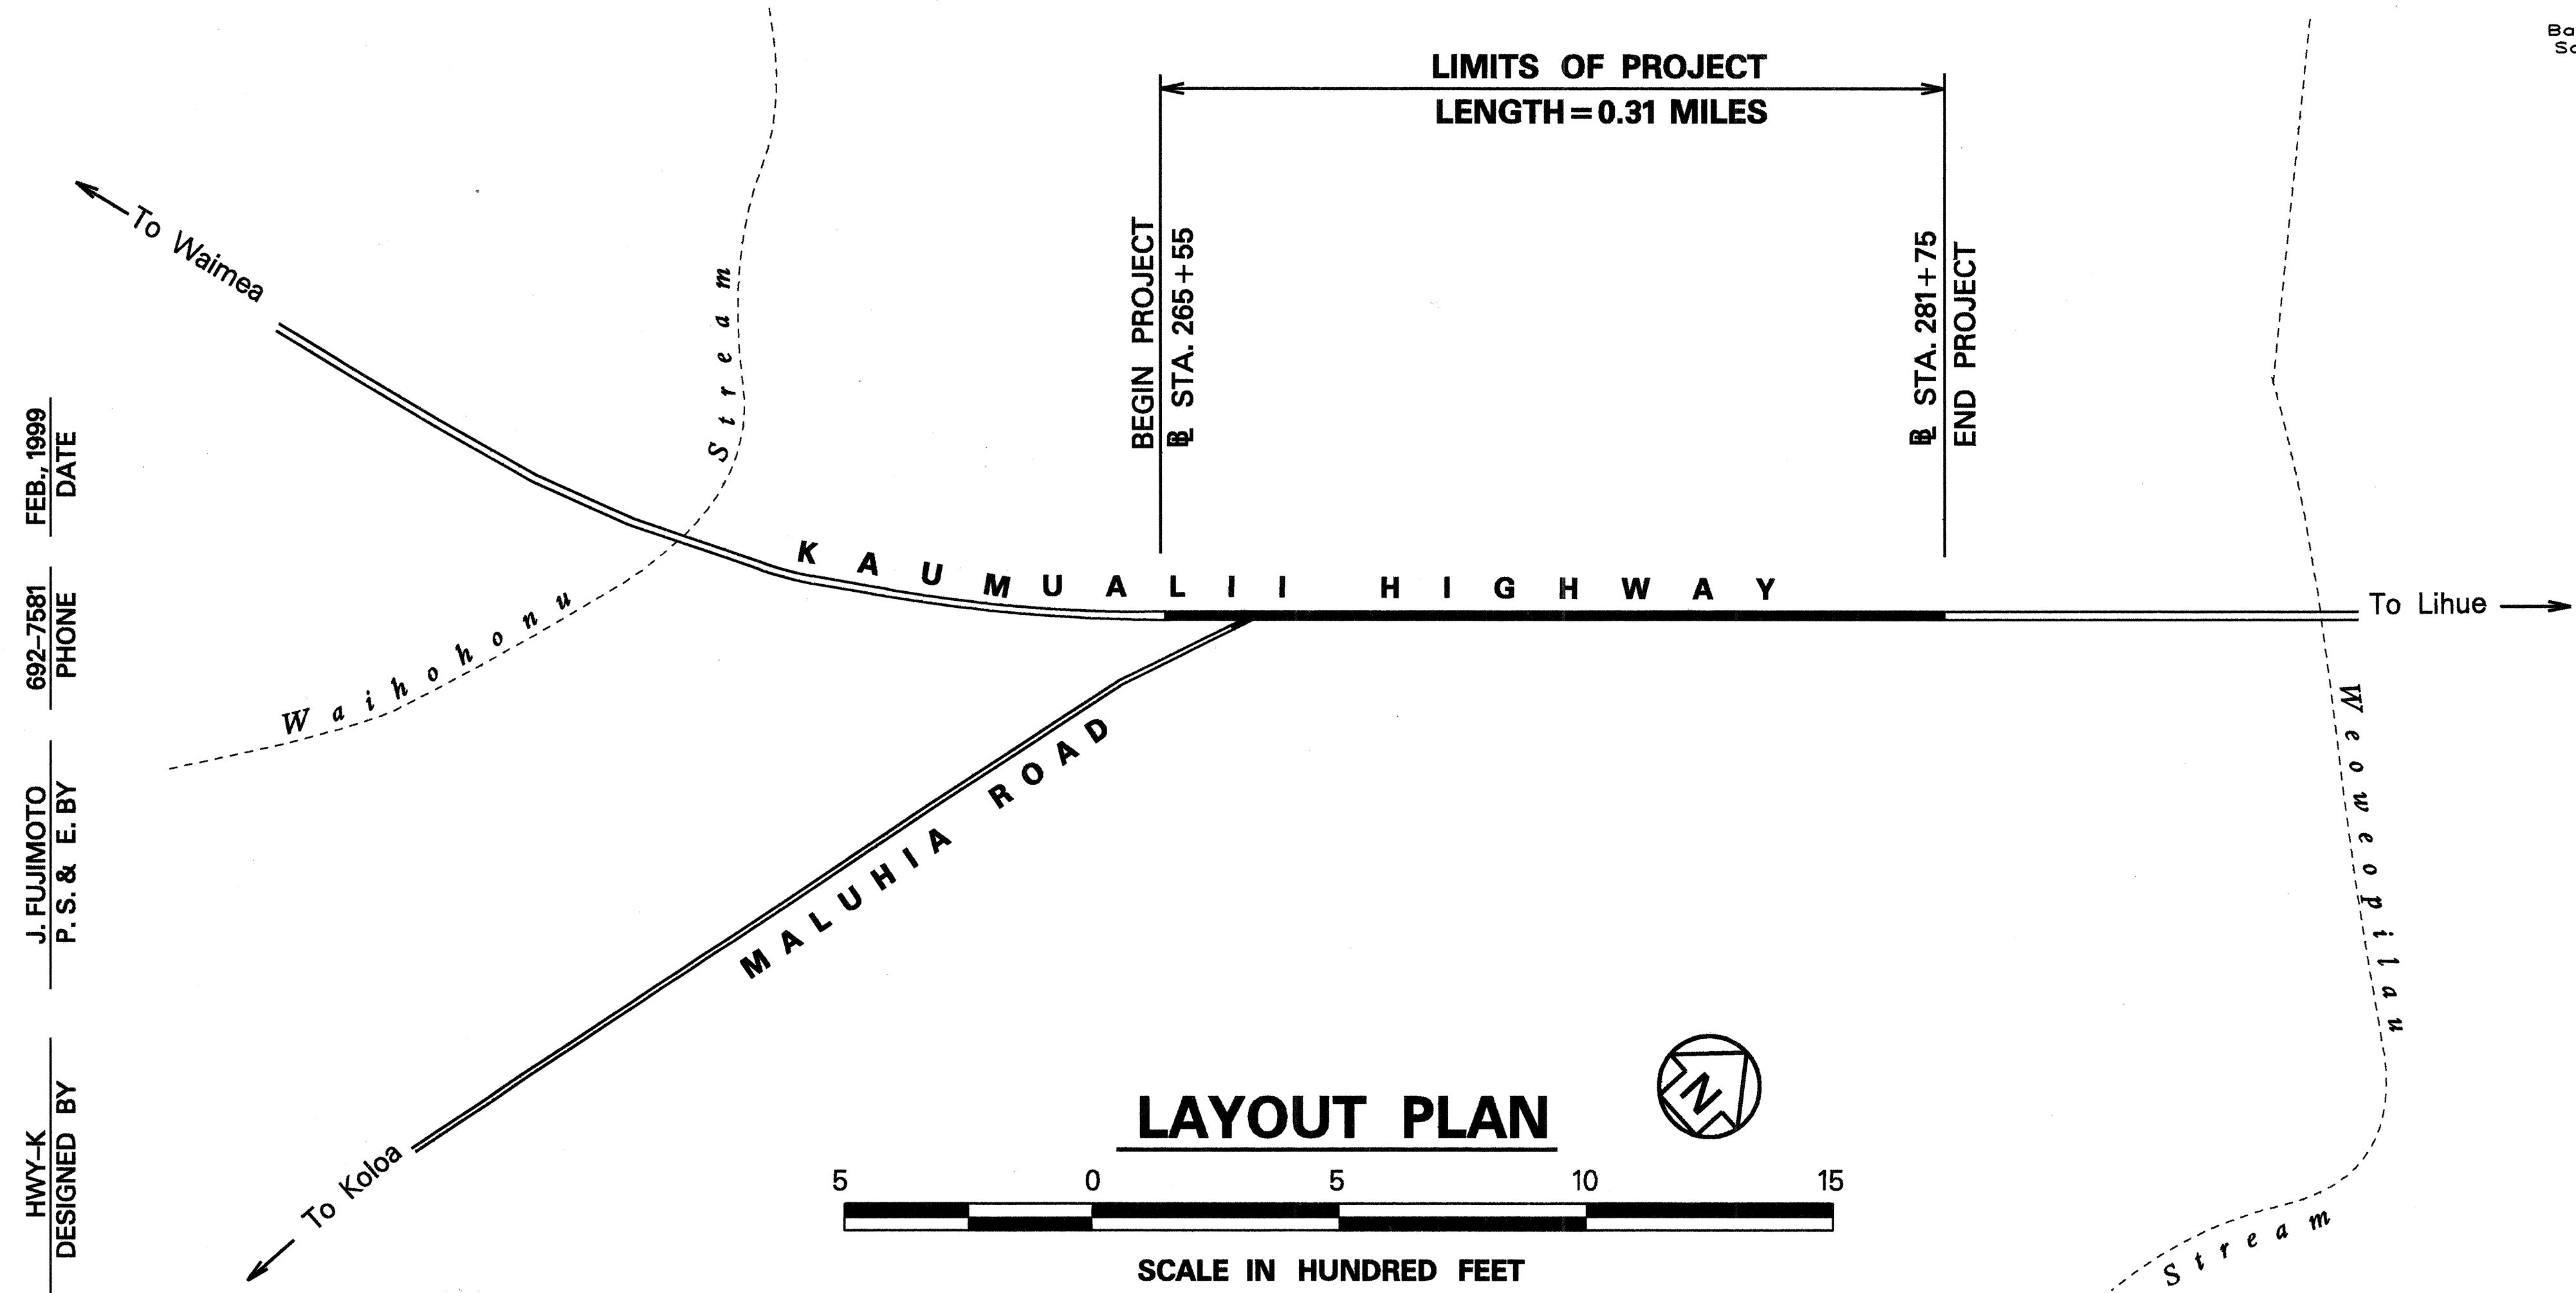 LIMITS OF PROJECT
LENGTH = 0.31 MILES
BEGIN PROJECT
BL STA. 265+55
BL STA. 281+75
END PROJECT
To Waimea
Waihohonu Stream
KAUMUALII HIGHWAY
To Lihue
MALUHIA ROAD
To Koloa
Weoweopilau Stream
LAYOUT PLAN
N
5 0 5 10 15
SCALE IN HUNDRED FEET
FEB., 1999
DATE
692-7581
PHONE
J. FUJIMOTO
P. S. & E. BY
HWY-K
DESIGNED BY